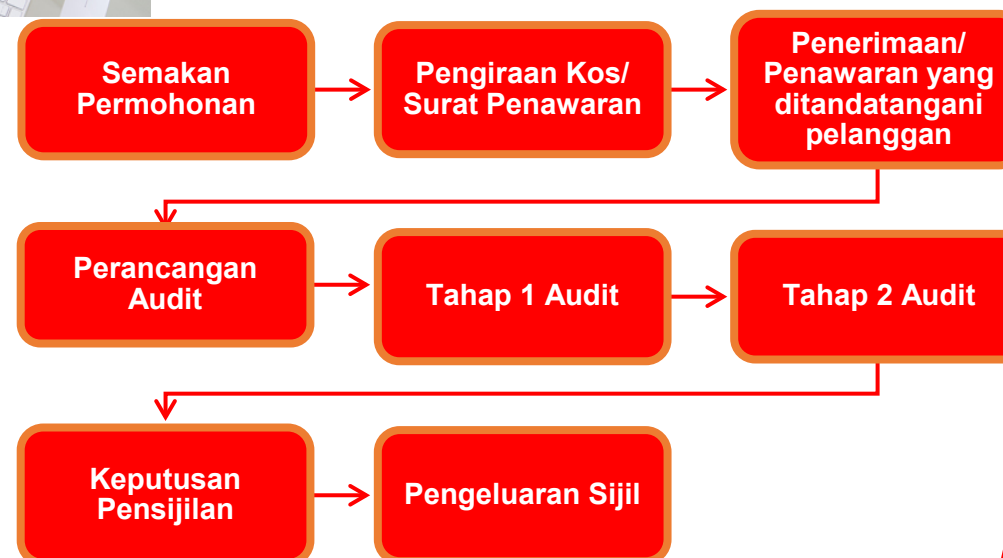 Semakan
Permohonan
Pengiraan Kos/
Surat Penawaran
Penerimaan/
Penawaran yang
ditandatangani
pelanggan
Perancangan
Audit
Tahap 1 Audit
Tahap 2 Audit
Keputusan
Pensijilan
Pengeluaran Sijil